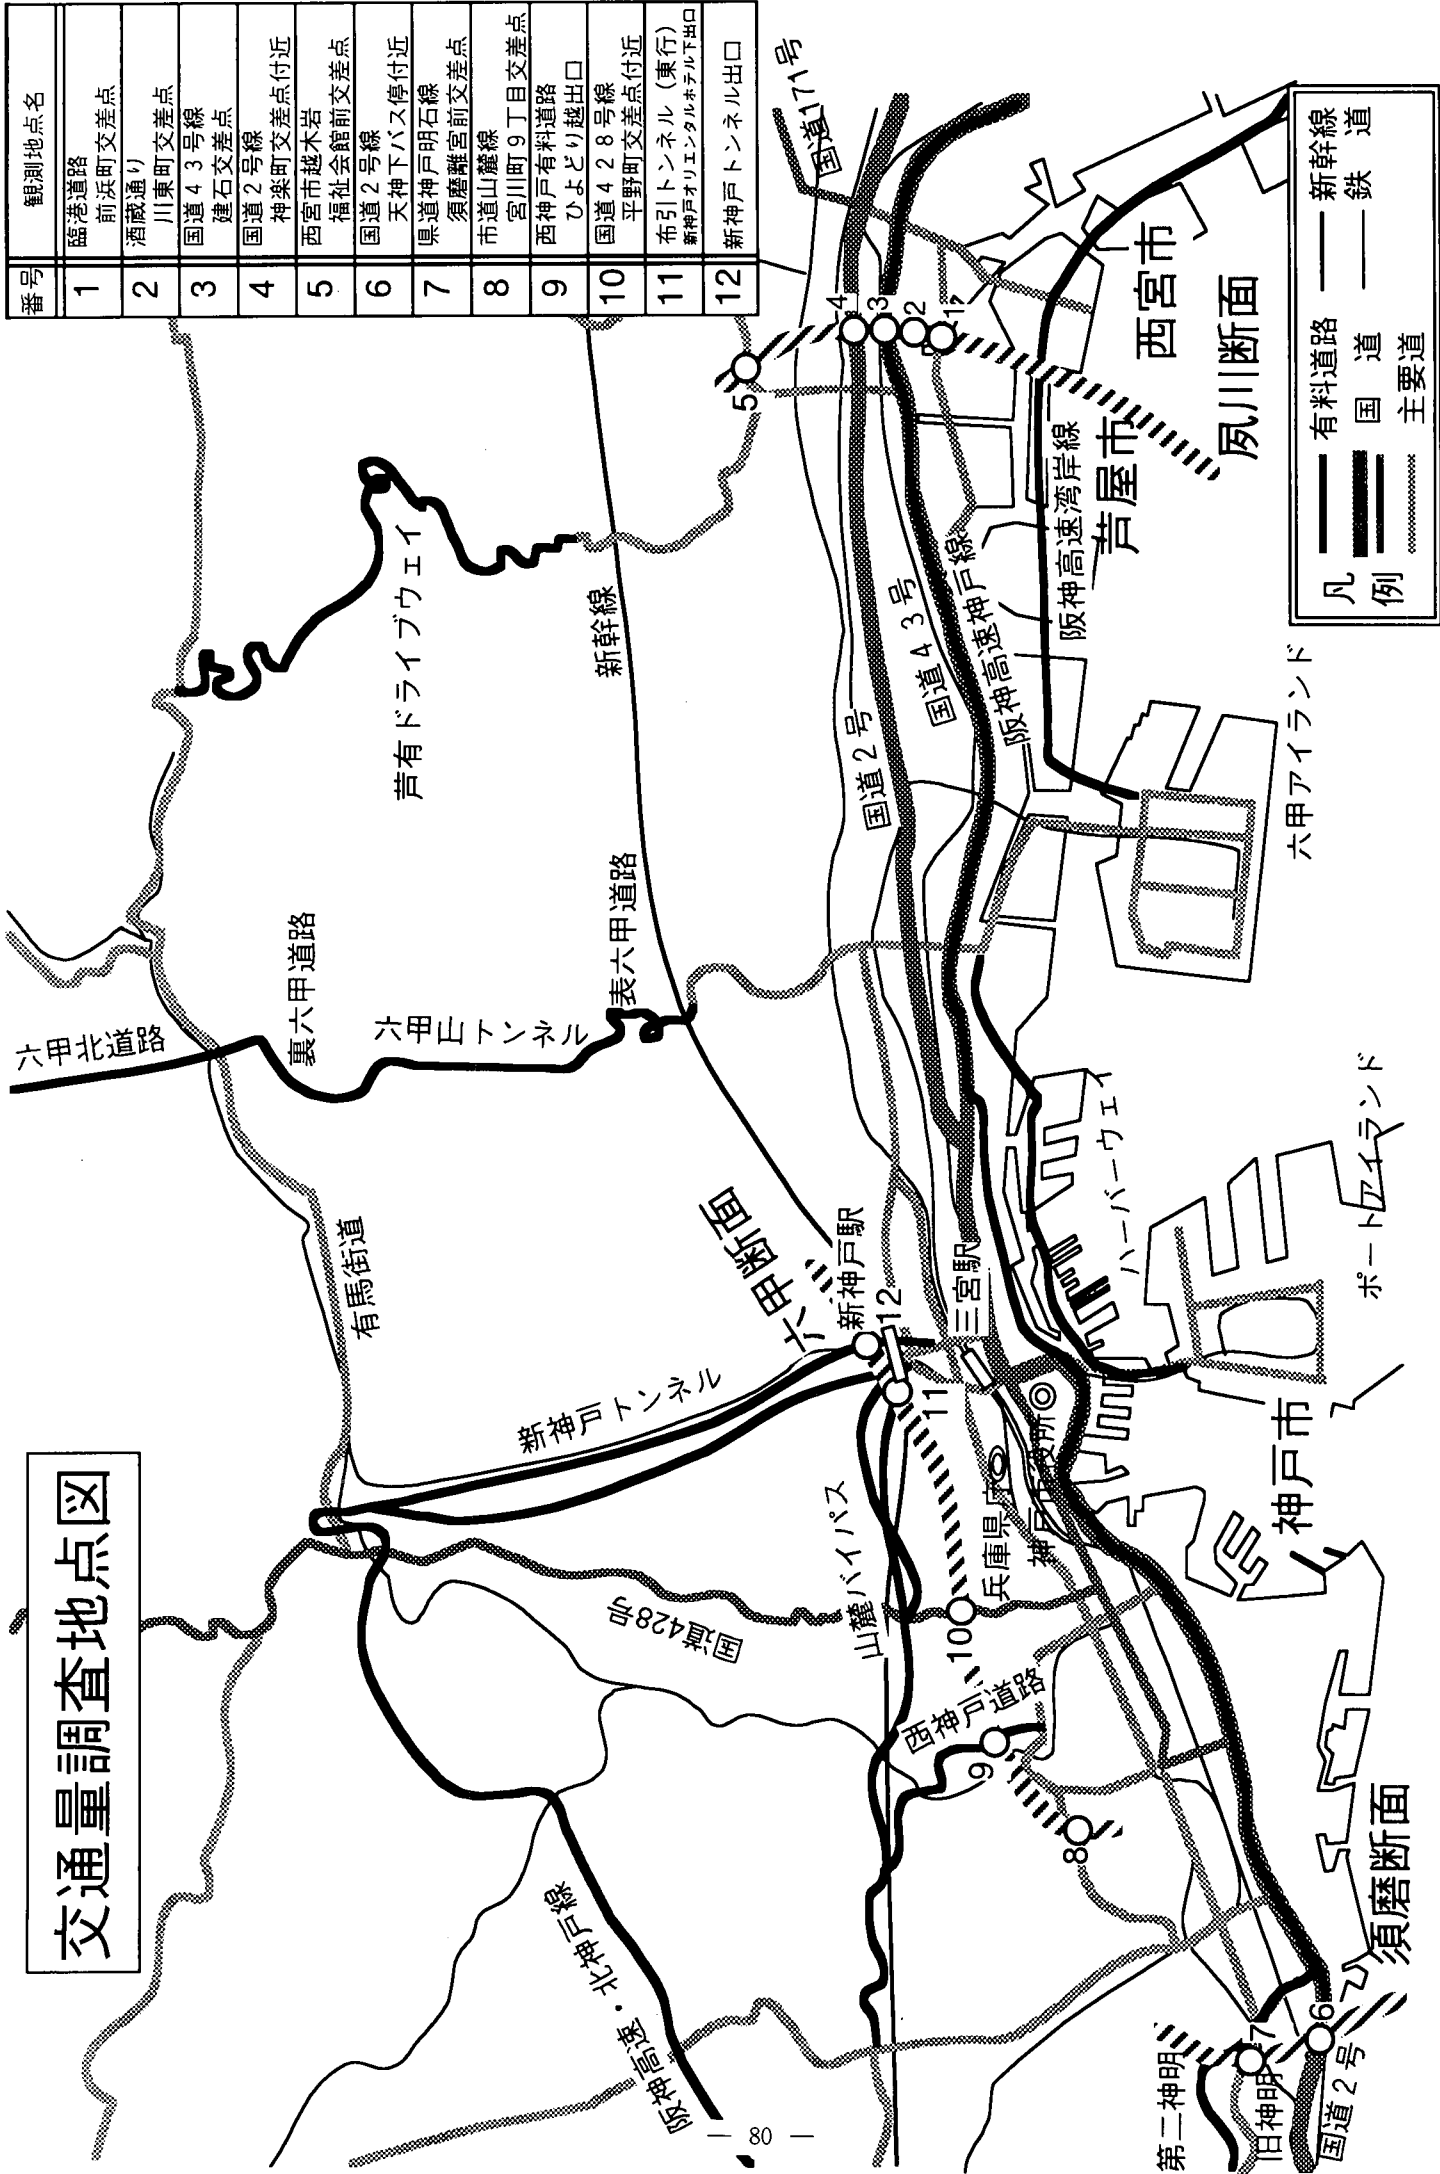 交通量調査地点図
番号 観測地点名
1 臨港道路
前浜町交差点
2 酒蔵通り
川東町交差点
3 国道43号線
建石交差点
4 国道2号線
神楽町交差点付近
5 西宮市越木岩
福祉会館前交差点
6 国道2号線
天神下バス停付近
7 県道神戸明石線
須磨離宮前交差点
8 市道山麓線
宮川町9丁目交差点
9 西神戸有料道路
ひよどり越出口
10 国道428号線
平野町交差点付近
11 布引トンネル(東行)
新神戸オリエンタルホテル下出口
12 新神戸トンネル出口
六甲北道路
裏六甲道路
六甲山トンネル
表六甲道路
芦有ドライブウェイ
新幹線
有馬街道
新神戸トンネル
国道428号
阪神高速・北神戸線
山麓バイパス
西神戸道路
六甲断面
新神戸駅
三宮駅
兵庫県庁
神戸市役所
国道171号
国道2号
国道43号
阪神高速神戸線
阪神高速湾岸線
ハーバーウェイ
六甲アイランド
ポートアイランド
西宮市
芦屋市
神戸市
夙川断面
須磨断面
第二神明
旧神明
国道2号
1
2
3
4
5
6
7
8
9
10
11
12
凡例
有料道路
国道
主要道
新幹線
鉄道
— 80 —